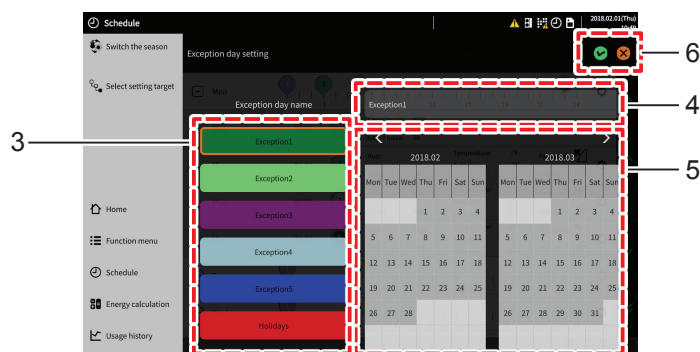 Schedule
2018.02.01(Thu)
10:40
Switch the season
Exception day setting
6
Select setting target
Mon
Exception day name
Exception1
4
3
Exception1
Exception2
Exception3
Exception4
Exception5
Holidays
5
2018.02
2018.03
Mon Tue Wed Thu Fri Sat Sun
Mon Tue Wed Thu Fri Sat Sun
1 2 3 4
1 2 3 4
5 6 7 8 9 10 11
5 6 7 8 9 10 11
12 13 14 15 16 17 18
12 13 14 15 16 17 18
19 20 21 22 23 24 25
19 20 21 22 23 24 25
26 27 28
26 27 28 29 30 31
Home
Function menu
Schedule
Energy calculation
Usage history